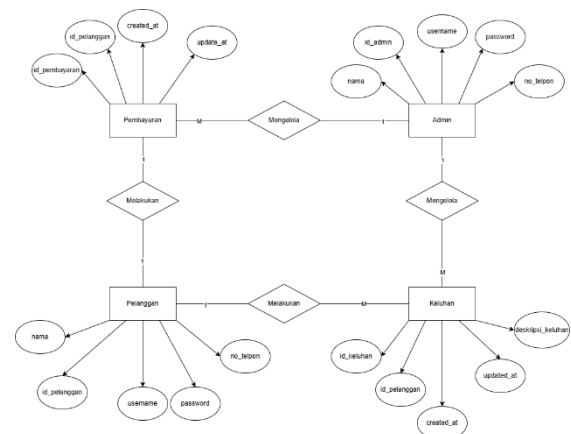 created_at
id_pelanggan
update_at
id_pembayaran
username
id_admin
password
nama
no_telpon
Pembayaran
M
Mengelola
1
Admin
1
1
Melakukan
Mengelola
1
M
Pelanggan
1
Melakukan
M
Keluhan
nama
no_telpon
id_pelanggan
username
password
id_keluhan
deskripsi_keluhan
id_pelanggan
updated_at
created_at